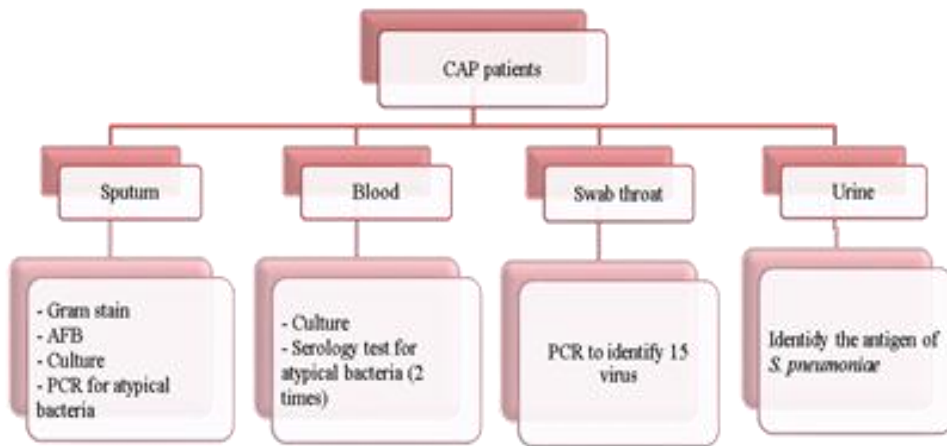 CAP patients
Sputum
Blood
Swab throat
Urine
- Gram stain
- AFB
- Culture
- PCR for atypical
bacteria
- Culture
- Serology test for
atypical bacteria (2
times)
PCR to identify 15
virus
Identidy the antigen of
S. pneumoniae